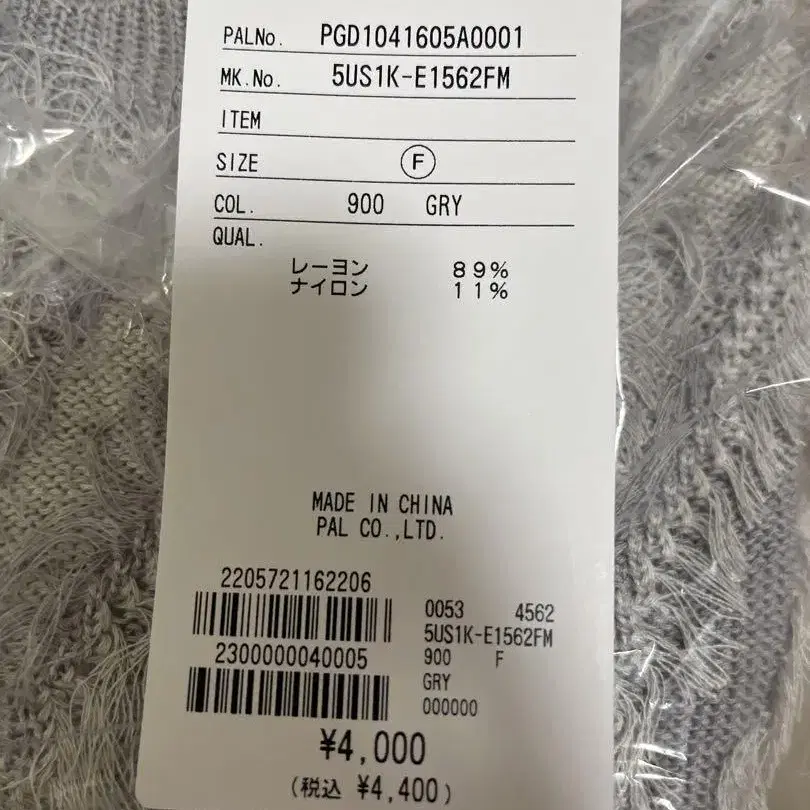 PALNo. PGD1041605A0001
MK.No. 5US1K-E1562FM
ITEM
SIZE F
COL. 900 GRY
QUAL.
レーヨン 89%
ナイロン 11%
MADE IN CHINA
PAL CO.,LTD.
2205721162206
0053 4562
5US1K-E1562FM
2300000040005
900 F
GRY
000000
¥4,000
(税込 ¥4,400)